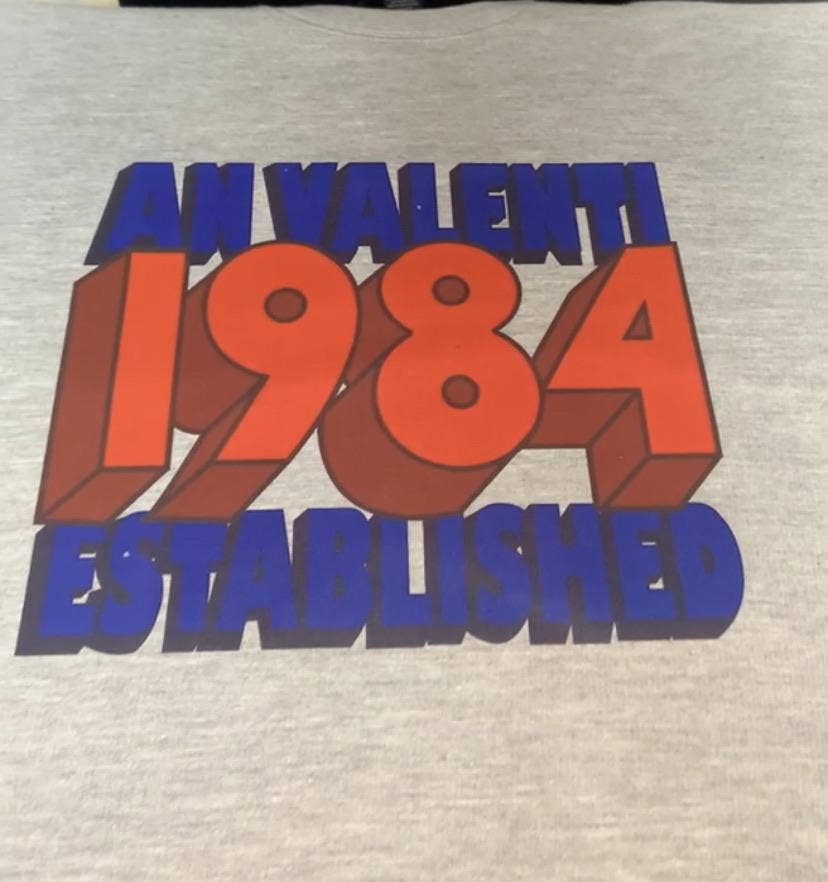 AN VALENTI
1984
ESTABLISHED